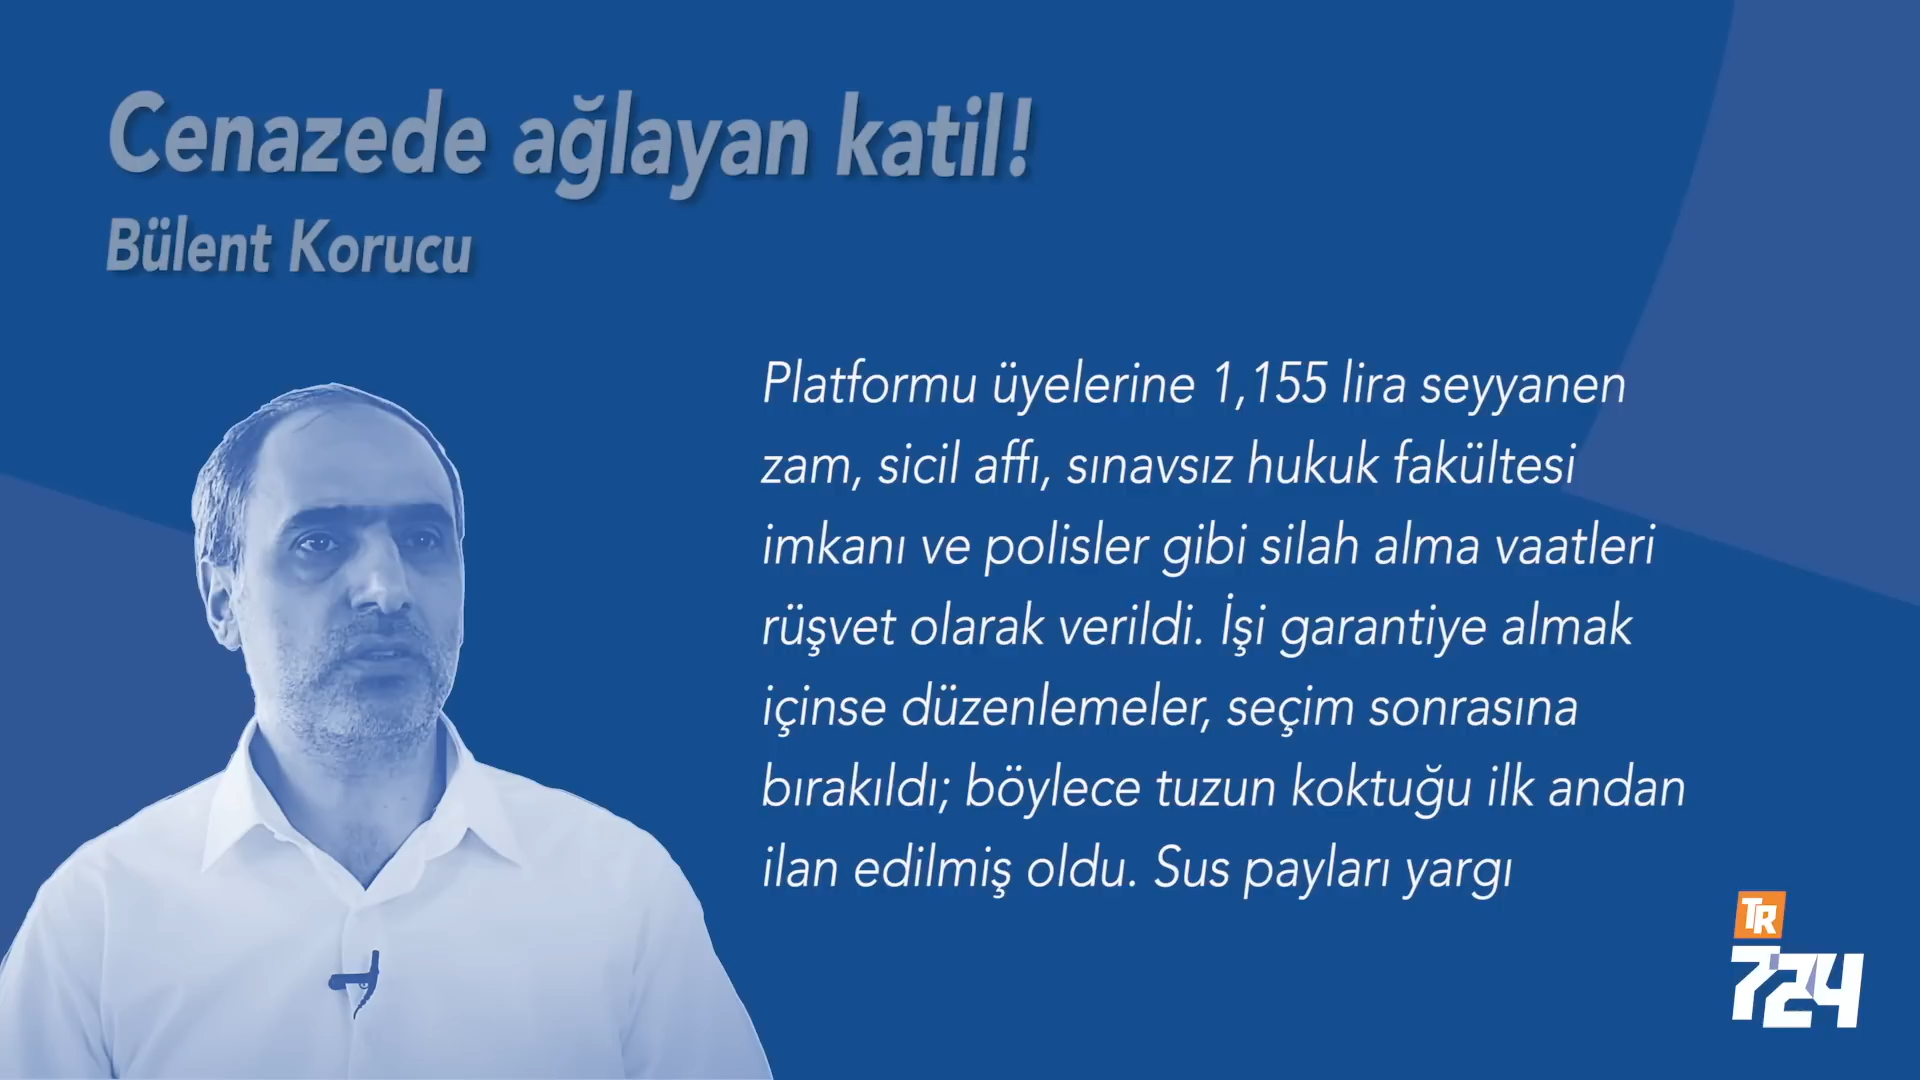 Cenazede ağlayan katil!
Bülent Korucu
Platformu üyelerine 1,155 lira seyyanen
zam, sicil affı, sınavsız hukuk fakültesi
imkanı ve polisler gibi silah alma vaatleri
rüşvet olarak verildi. İşi garantiye almak
içinse düzenlemeler, seçim sonrasına
bırakıldı; böylece tuzun koktuğu ilk andan
ilan edilmiş oldu. Sus payları yargı
TR
724